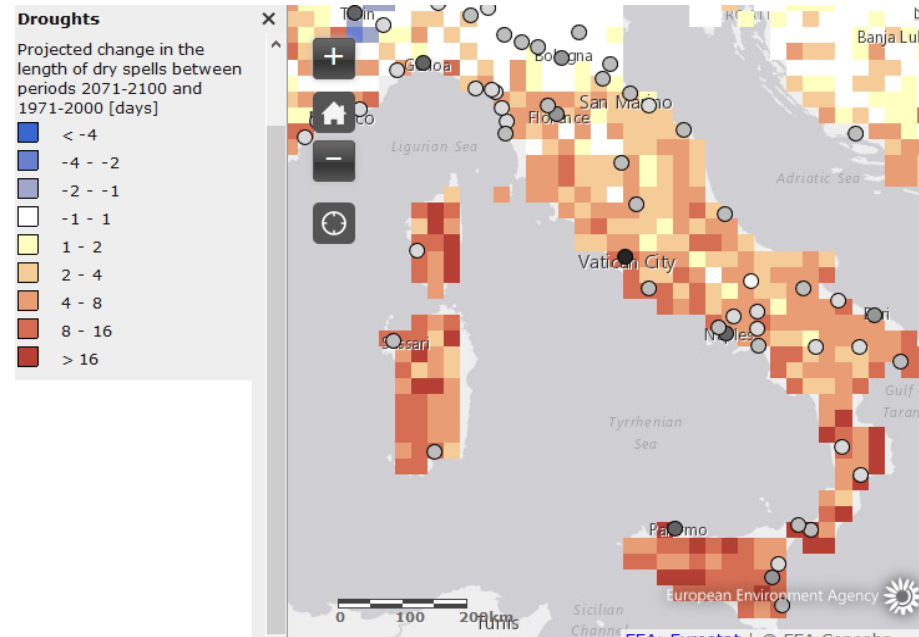 Droughts
×
Projected change in the
length of dry spells between
periods 2071-2100 and
1971-2000 [days]
< -4
-4 - -2
-2 - -1
-1 - 1
1 - 2
2 - 4
4 - 8
8 - 16
> 16
+
−
Banja Lu
Bologna
Genoa
San Marino
Florence
Ligurian Sea
Adriatic Sea
Vatican City
Bari
Naples
Sassari
Gulf
Taran
Tyrrhenian
Sea
Palermo
European Environment Agency
0 100 200km
Tunis
Sicilian
Channel